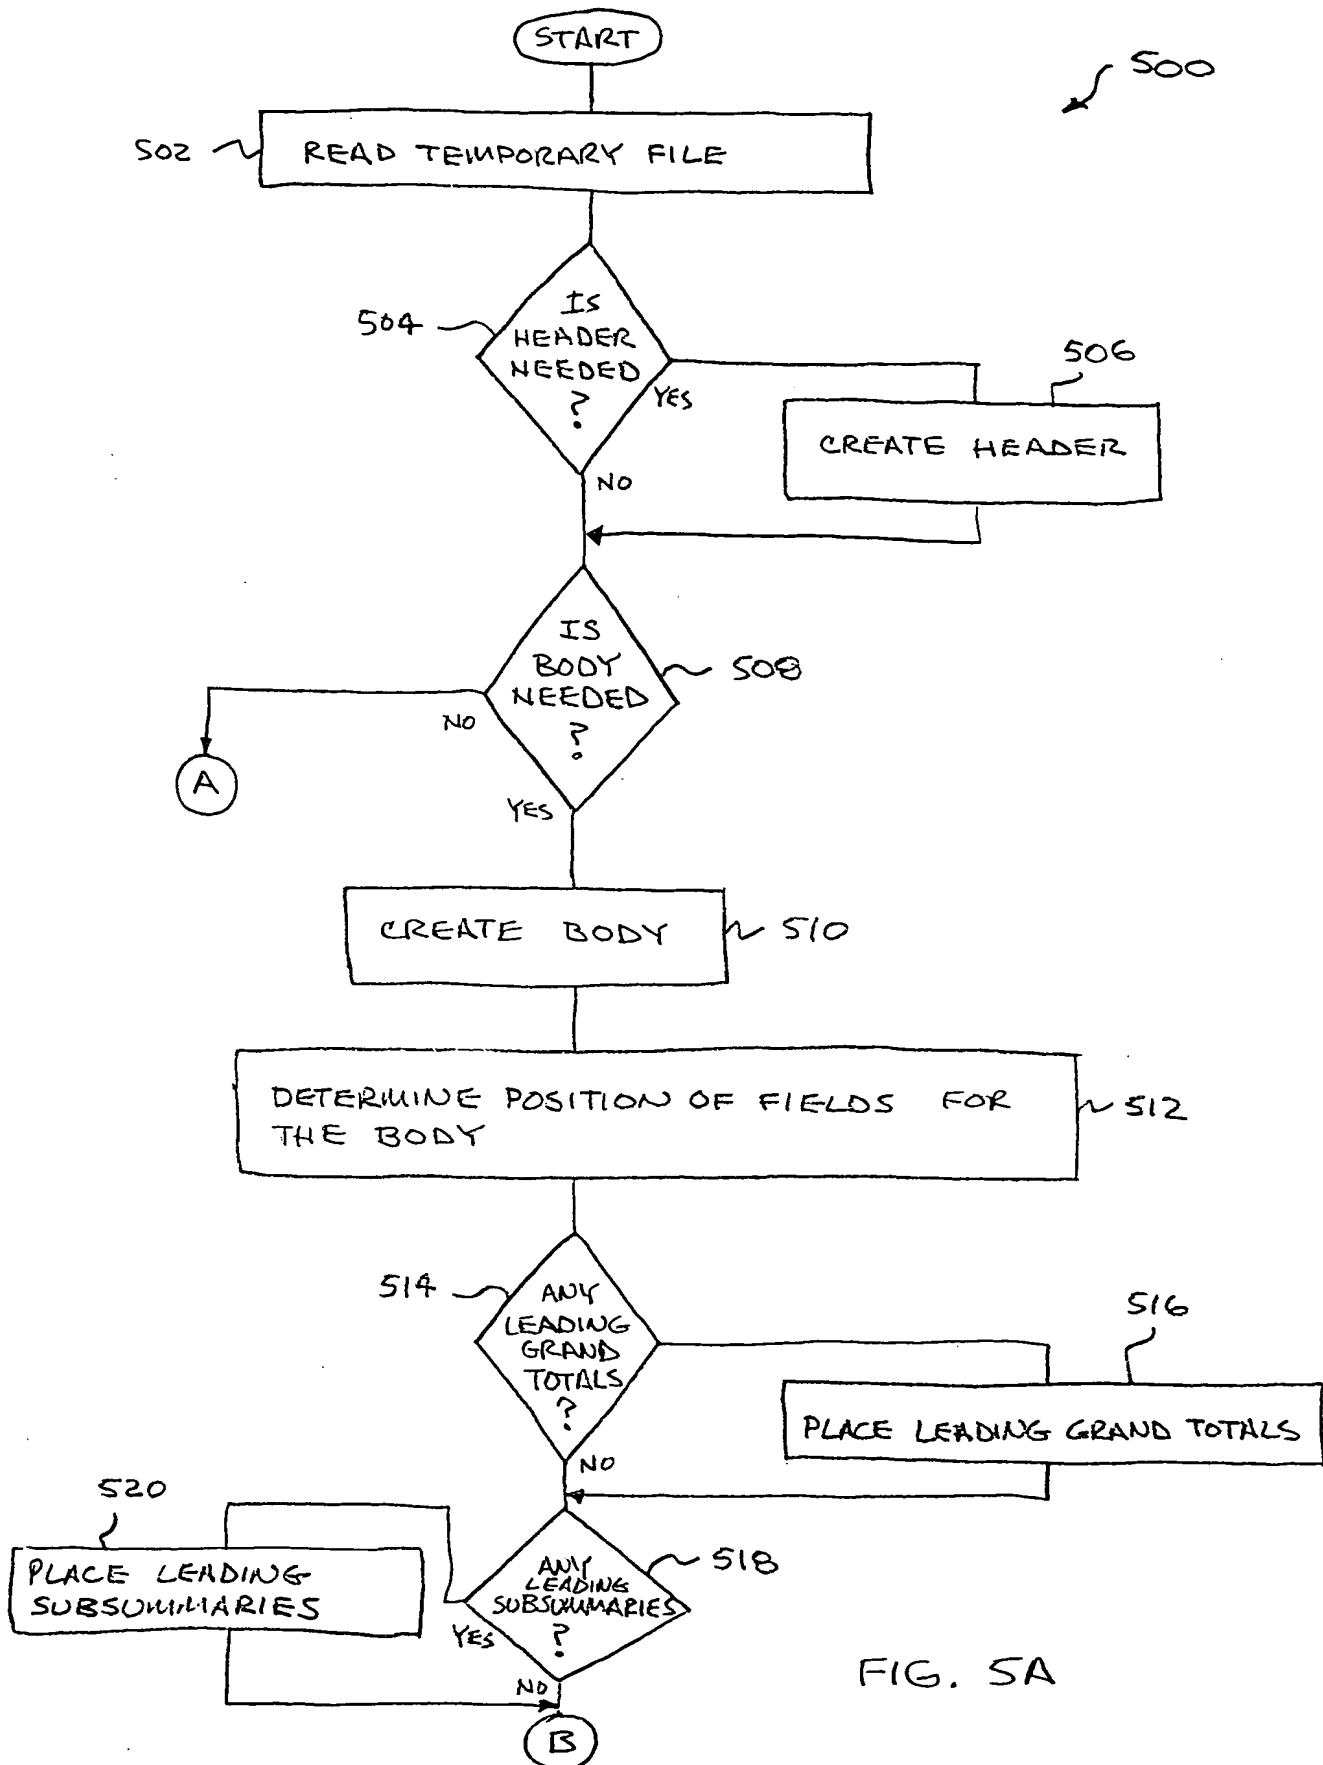 START
500
502
READ TEMPORARY FILE
504
IS
HEADER
NEEDED
?
YES
NO
506
CREATE HEADER
IS
BODY
NEEDED
?
508
NO
A
YES
CREATE BODY
510
DETERMINE POSITION OF FIELDS FOR
THE BODY
512
514
ANY
LEADING
GRAND
TOTALS
?
NO
516
PLACE LEADING GRAND TOTALS
520
PLACE LEADING
SUBSUMMARIES
ANY
LEADING
SUBSUMMARIES
?
518
YES
NO
B
FIG. 5A